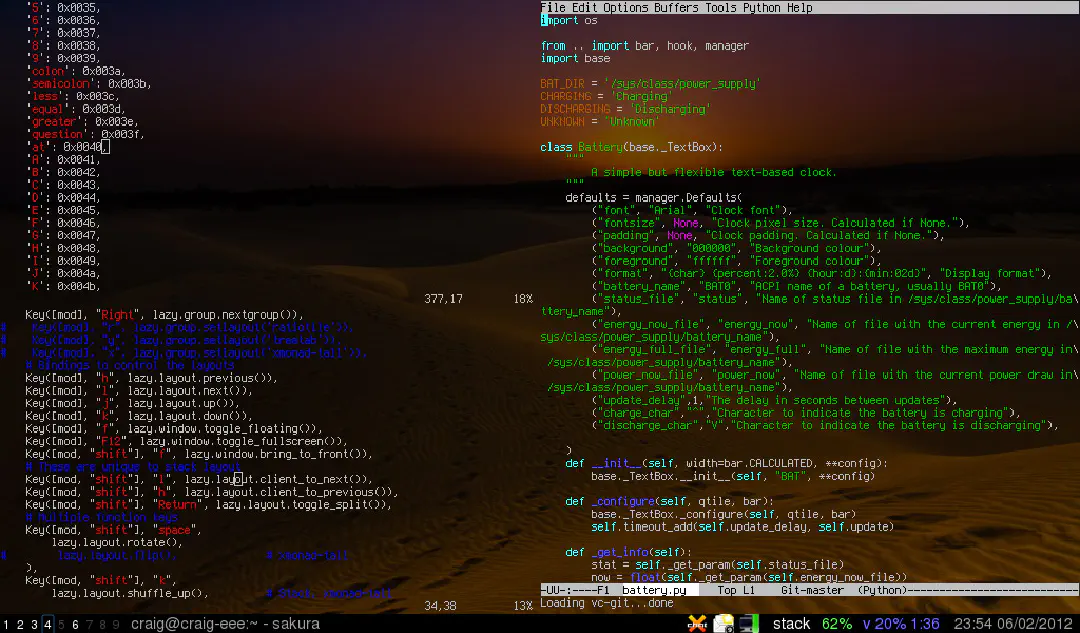 '5': 0x0035,
'6': 0x0036,
'7': 0x0037,
'8': 0x0038,
'9': 0x0039,
'colon': 0x003a,
'semicolon': 0x003b,
'less': 0x003c,
'equal': 0x003d,
'greater': 0x003e,
'question': 0x003f,
'at': 0x0040,
'A': 0x0041,
'B': 0x0042,
'C': 0x0043,
'D': 0x0044,
'E': 0x0045,
'F': 0x0046,
'G': 0x0047,
'H': 0x0048,
'I': 0x0049,
'J': 0x004a,
'K': 0x004b,
377,17 18%
Key([mod], "Right", lazy.group.nextgroup()),
# Key([mod], "r", lazy.group.setlayout('ratiotile')),
# Key([mod], "g", lazy.group.setlayout('treetab')),
# Key([mod], "x", lazy.group.setlayout('xmonad-tall')),
# Bindings to control the layouts
Key([mod], "h", lazy.layout.previous()),
Key([mod], "l", lazy.layout.next()),
Key([mod], "j", lazy.layout.up()),
Key([mod], "k", lazy.layout.down()),
Key([mod], "f", lazy.window.toggle_floating()),
Key([mod], "F12", lazy.window.toggle_fullscreen()),
Key([mod, "shift"], "f", lazy.window.bring_to_front()),
# These are unique to stack layout
Key([mod, "shift"], "l", lazy.layout.client_to_next()),
Key([mod, "shift"], "h", lazy.layout.client_to_previous()),
Key([mod, "shift"], "Return", lazy.layout.toggle_split()),
# Multiple function keys
Key([mod, "shift"], "space",
lazy.layout.rotate(),
# lazy.layout.flip(), # xmonad-tall
),
Key([mod, "shift"], "k",
lazy.layout.shuffle_up(), # Stack, xmonad-tall
34,38 13%
File Edit Options Buffers Tools Python Help
import os
from .. import bar, hook, manager
import base
BAT_DIR = '/sys/class/power_supply'
CHARGING = 'Charging'
DISCHARGING = 'Discharging'
UNKNOWN = 'Unknown'
class Battery(base._TextBox):
"""
A simple but flexible text-based clock.
"""
defaults = manager.Defaults(
("font", "Arial", "Clock font"),
("fontsize", None, "Clock pixel size. Calculated if None."),
("padding", None, "Clock padding. Calculated if None."),
("background", "000000", "Background colour"),
("foreground", "ffffff", "Foreground colour"),
("format", "{char} {percent:2.0%} {hour:d}:{min:02d}", "Display format"),
("battery_name", "BAT0", "ACPI name of a battery, usually BAT0"),
("status_file", "status", "Name of status file in /sys/class/power_supply/ba\
ttery_name"),
("energy_now_file", "energy_now", "Name of file with the current energy in /\
sys/class/power_supply/battery_name"),
("energy_full_file", "energy_full", "Name of file with the maximum energy in\
/sys/class/power_supply/battery_name"),
("power_now_file", "power_now", "Name of file with the current power draw in\
/sys/class/power_supply/battery_name"),
("update_delay",1,"The delay in seconds between updates"),
("charge_char","^","Character to indicate the battery is charging"),
("discharge_char","V","Character to indicate the battery is discharging"),
)
def __init__(self, width=bar.CALCULATED, **config):
base._TextBox.__init__(self, "BAT", **config)
def _configure(self, qtile, bar):
base._TextBox._configure(self, qtile, bar)
self.timeout_add(self.update_delay, self.update)
def _get_info(self):
stat = self._get_param(self.status_file)
now = float(self._get_param(self.energy_now_file))
-UU-:----F1 battery.py Top L1 Git-master (Python)
Loading vc-git...done
1 2 3 4 5 6 7 8 9 craig@craig-eee:~ - sakura stack 62% v 20% 1:36 23:54 06/02/2012